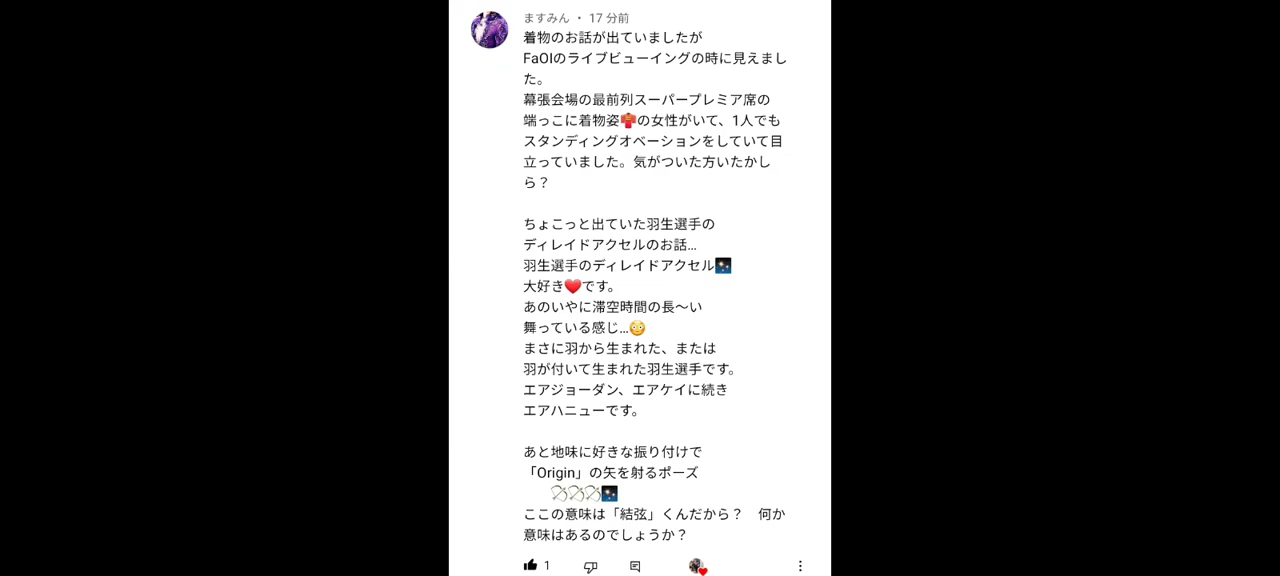 ますみん • 17 分前
着物のお話が出ていましたが
FaOIのライブビューイングの時に見えまし
た。
幕張会場の最前列スーパープレミア席の
端っこに着物姿👘の女性がいて、1人でも
スタンディングオベーションをしていて目
立っていました。気がついた方いたかし
ら？
ちょこっと出ていた羽生選手の
ディレイドアクセルのお話…
羽生選手のディレイドアクセル🌌
大好き❤️です。
あのいやに滞空時間の長〜い
舞っている感じ…😳
まさに羽から生まれた、または
羽が付いて生まれた羽生選手です。
エアジョーダン、エアケイに続き
エアハニューです。
あと地味に好きな振り付けで
「Origin」の矢を射るポーズ
🏹🏹🏹🌌
ここの意味は「結弦」くんだから？　何か
意味はあるのでしょうか？
1